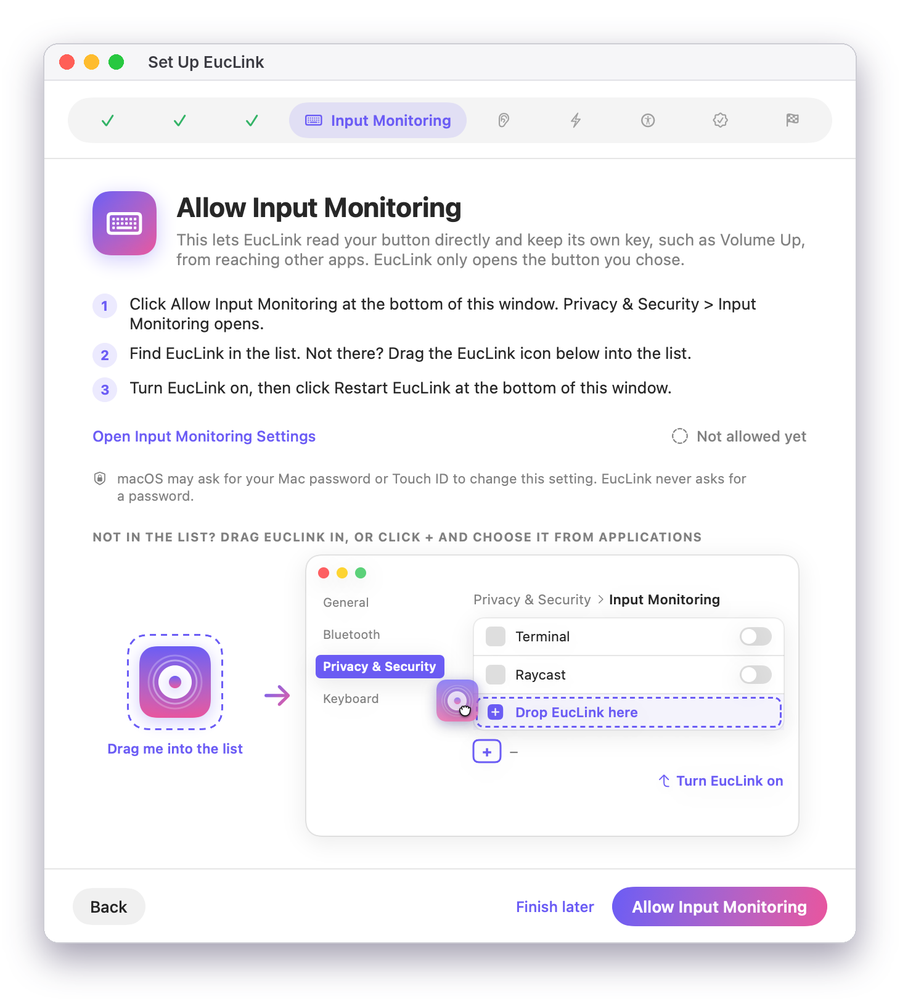 Set Up EucLink
Input Monitoring
Allow Input Monitoring
This lets EucLink read your button directly and keep its own key, such as Volume Up,
from reaching other apps. EucLink only opens the button you chose.
1 Click Allow Input Monitoring at the bottom of this window. Privacy & Security > Input
Monitoring opens.
2 Find EucLink in the list. Not there? Drag the EucLink icon below into the list.
3 Turn EucLink on, then click Restart EucLink at the bottom of this window.
Open Input Monitoring Settings
Not allowed yet
macOS may ask for your Mac password or Touch ID to change this setting. EucLink never asks for
a password.
NOT IN THE LIST? DRAG EUCLINK IN, OR CLICK + AND CHOOSE IT FROM APPLICATIONS
Drag me into the list
General
Bluetooth
Privacy & Security
Keyboard
Privacy & Security > Input Monitoring
Terminal
Raycast
+ Drop EucLink here
+ –
Turn EucLink on
Back
Finish later
Allow Input Monitoring